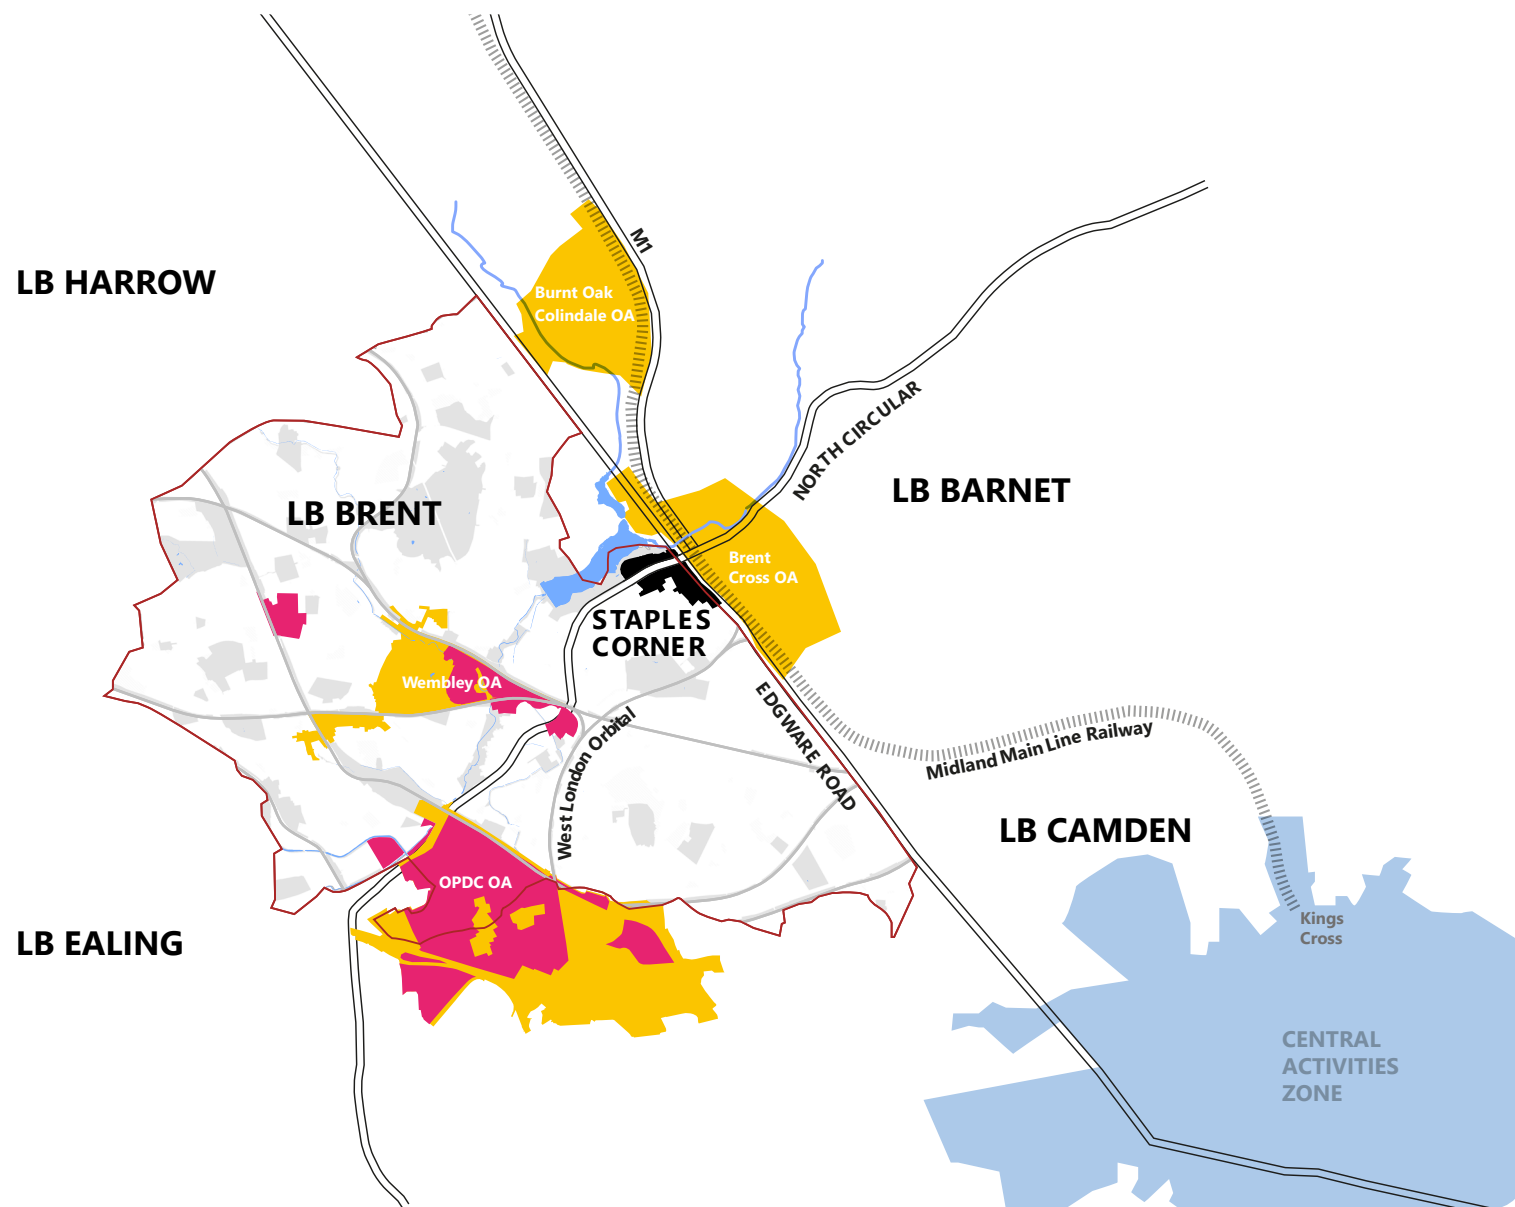 M1
LB HARROW
Burnt Oak
Colindale OA
NORTH CIRCULAR
LB BARNET
LB BRENT
Brent
Cross OA
STAPLES
CORNER
Wembley OA
EDGWARE ROAD
West London Orbital
Midland Main Line Railway
LB CAMDEN
OPDC OA
Kings
Cross
LB EALING
CENTRAL
ACTIVITIES
ZONE